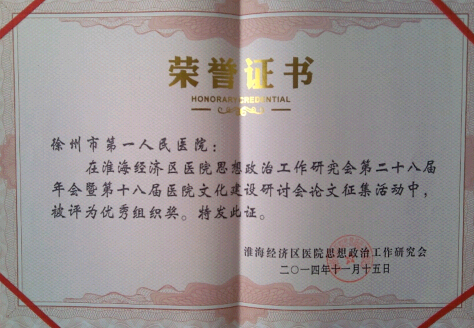 荣誉证书
HONORARY CREDENTIAL
徐州市第一人民医院：
在淮海经济区医院思想政治工作研究会第二十八届
年会暨第十八届医院文化建设研讨会论文征集活动中，
被评为优秀组织奖。特发此证。
淮海经济区医院思想政治工作研究会
二〇一四年十一月十五日